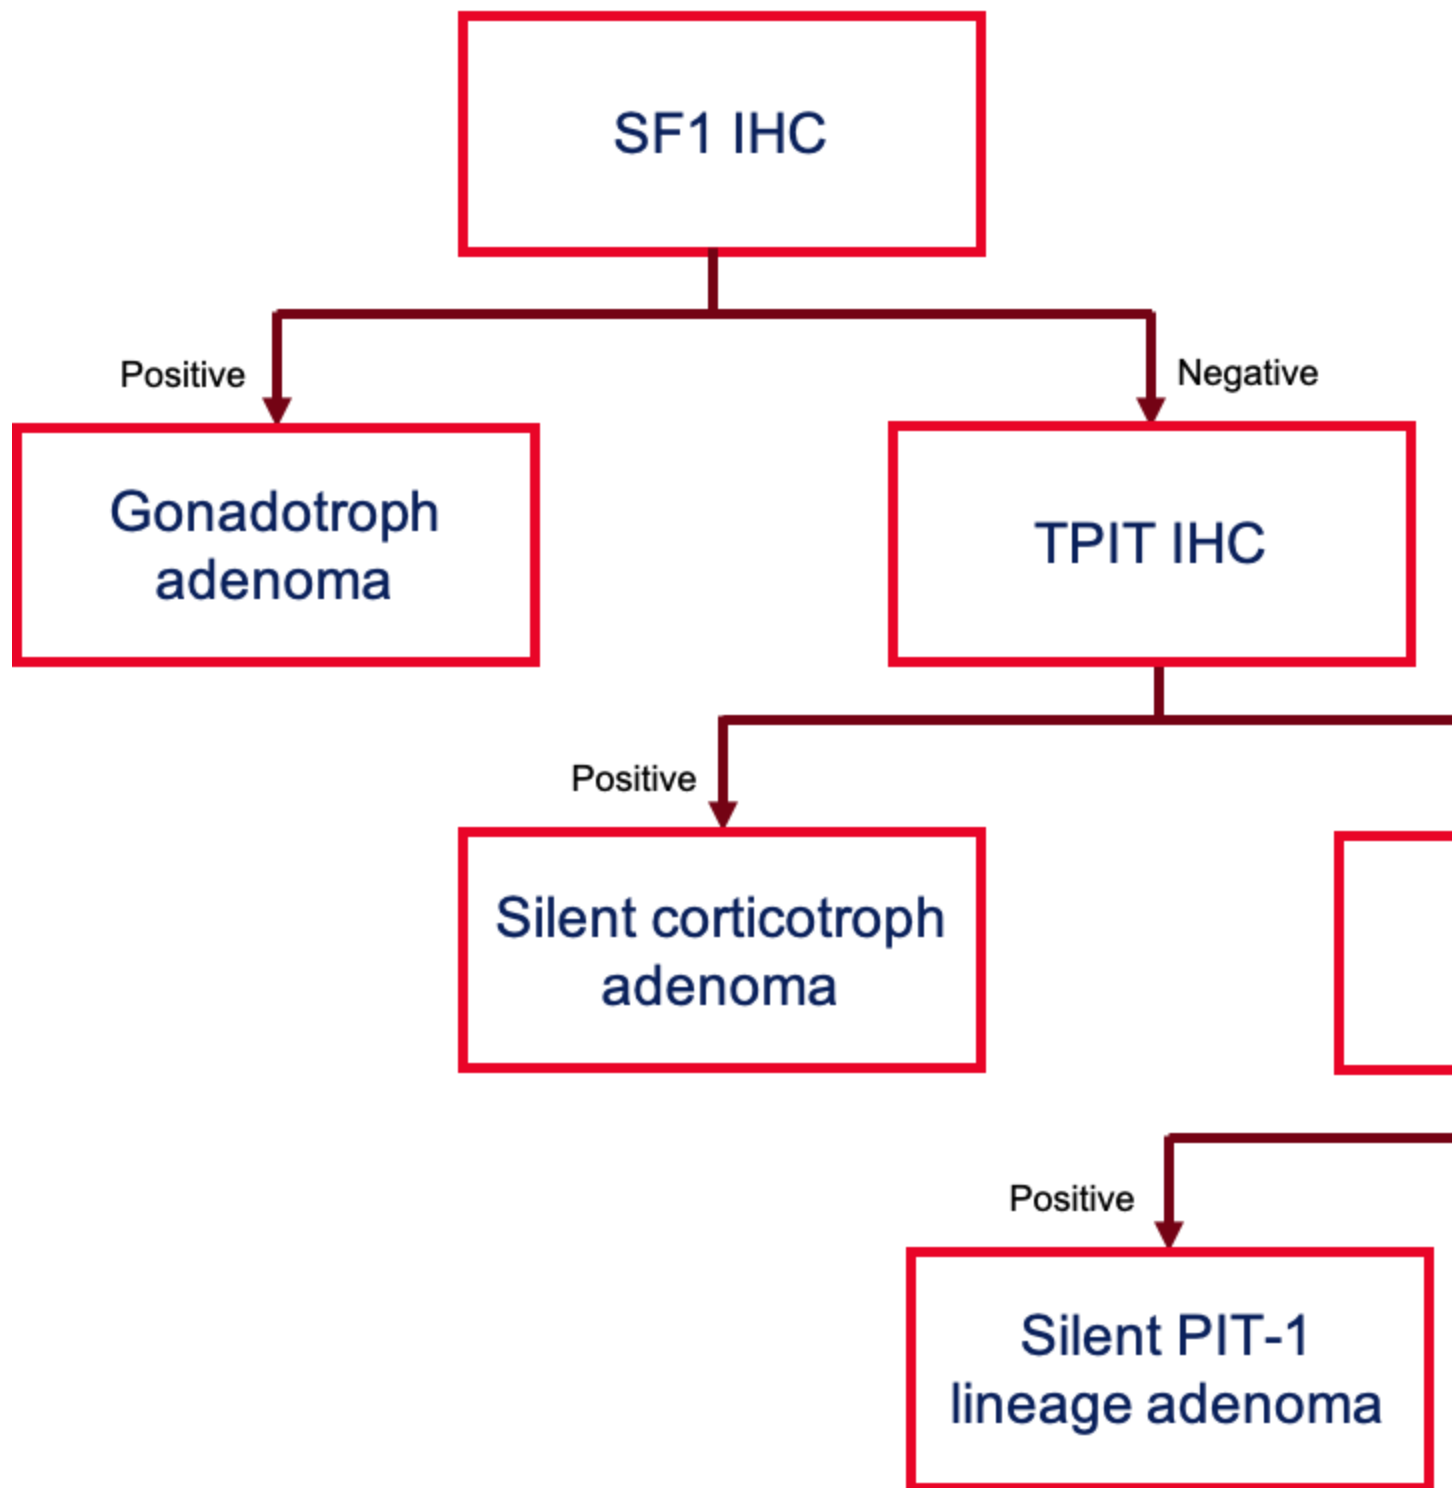 SF1 IHC
Positive
Negative
Gonadotroph
adenoma
TPIT IHC
Positive
Silent corticotroph
adenoma
Positive
Silent PIT-1
lineage adenoma